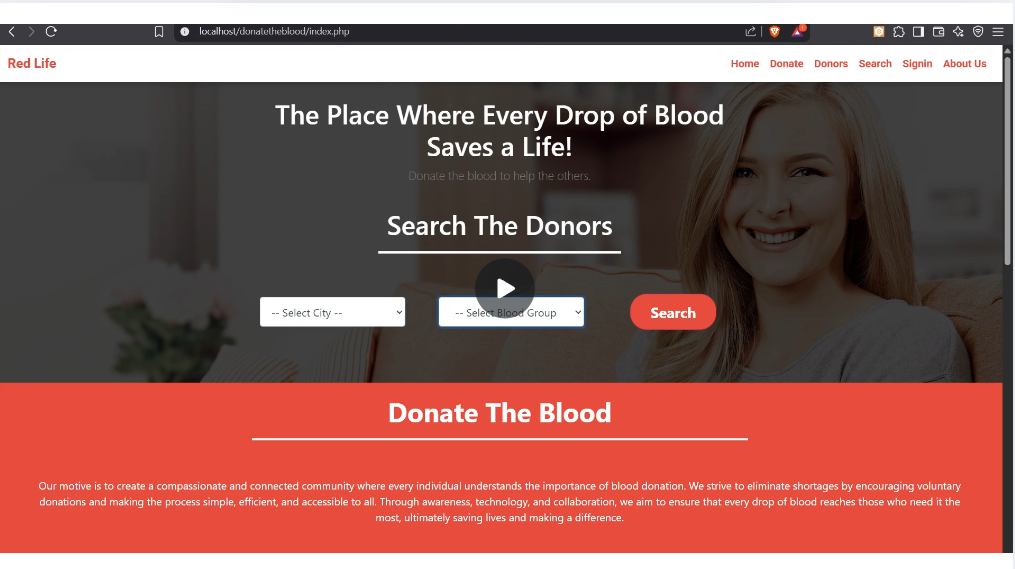 localhost/donatetheblood/index.php
Red Life
Home Donate Donors Search Signin About Us
The Place Where Every Drop of Blood
Saves a Life!
Donate the blood to help the others.
Search The Donors
-- Select City -- -- Select Blood Group Search
Donate The Blood
Our motive is to create a compassionate and connected community where every individual understands the importance of blood donation. We strive to eliminate shortages by encouraging voluntary
donations and making the process simple, efficient, and accessible to all. Through awareness, technology, and collaboration, we aim to ensure that every drop of blood reaches those who need it the
most, ultimately saving lives and making a difference.